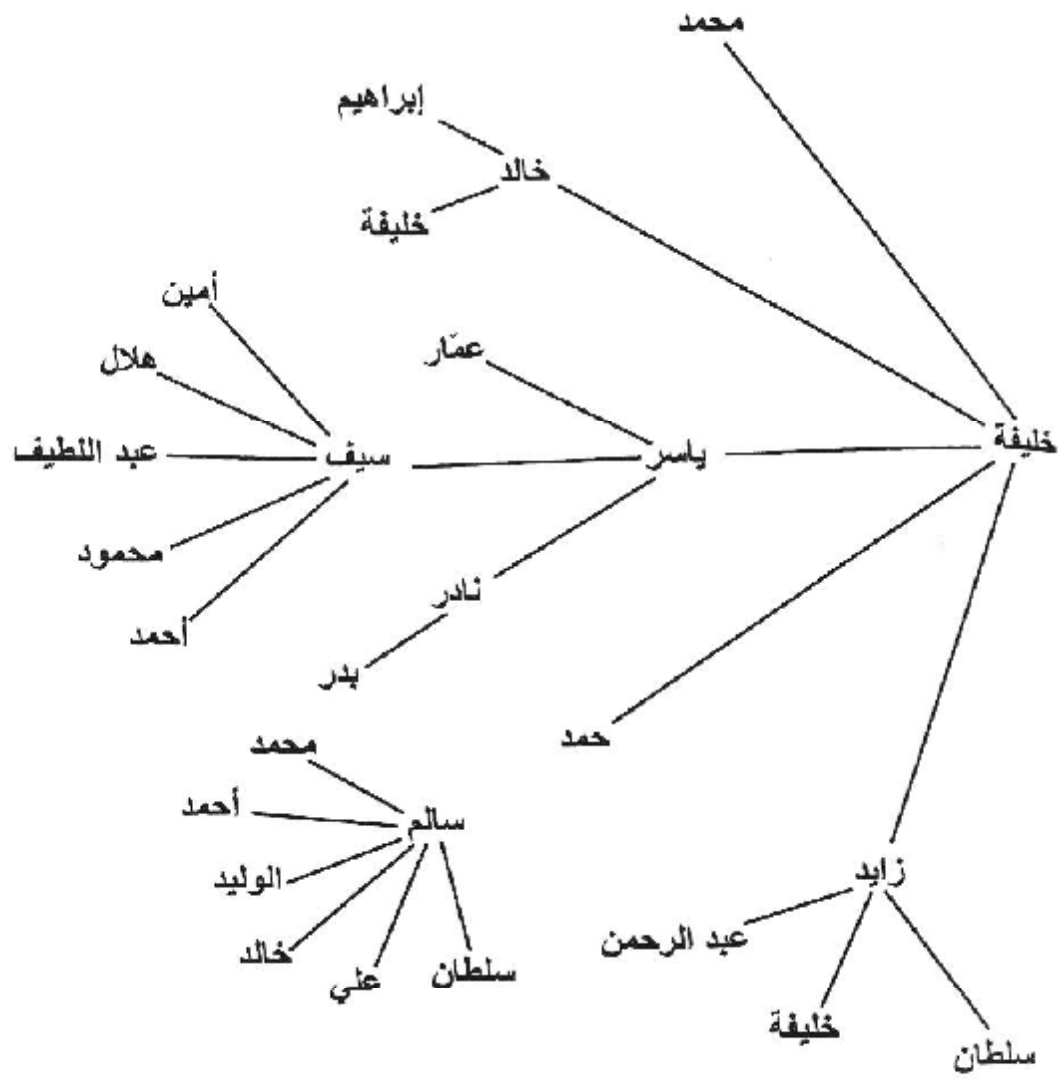 محمد
إبراهيم
خالد
خليفة
أمين
عمّار
هلال
خليفة
ياسر
سيف
عبد اللطيف
محمود
نادر
أحمد
بدر
حمد
محمد
أحمد
سالم
زايد
الوليد
عبد الرحمن
خالد
سلطان
علي
خليفة
سلطان